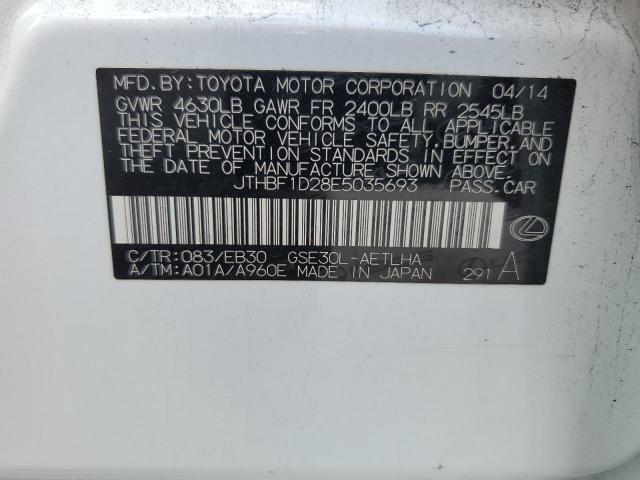 MFD.BY:TOYOTA MOTOR CORPORATION 04/14
GVWR 4630LB GAWR FR 2400LB RR 2545LB
THIS VEHICLE CONFORMS TO ALL APPLICABLE
FEDERAL MOTOR VEHICLE SAFETY,BUMPER,AND
THEFT PREVENTION STANDARDS IN EFFECT ON
THE DATE OF MANUFACTURE SHOWN ABOVE.
JTHBF1D28E5035693 PASS.CAR
C/TR:083/EB30 GSE30L-AETLHA
A/TM:A01A/A960E MADE IN JAPAN 291 A